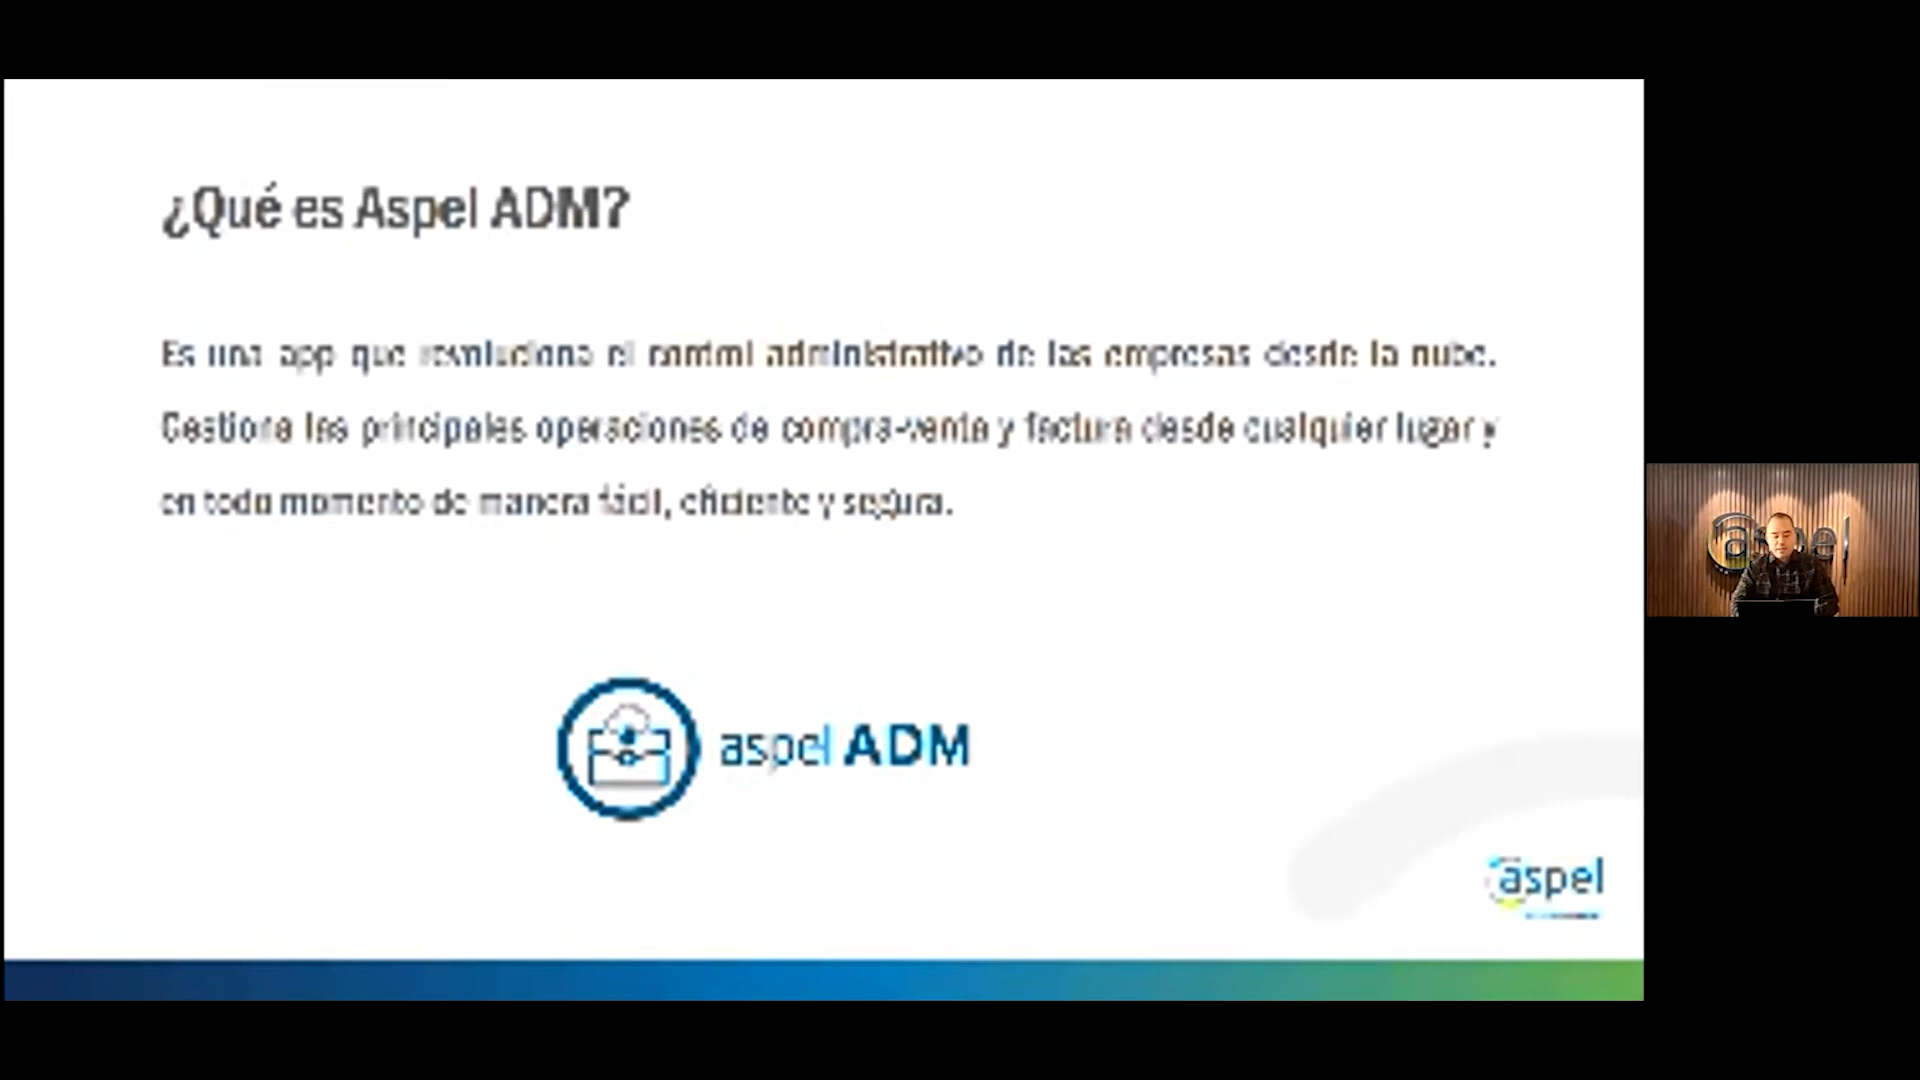 ¿Qué es Aspel ADM?
Es una app que revoluciona el control administrativo de las empresas desde la nube.
Gestiona las principales operaciones de compra-venta y factura desde cualquier lugar y
en todo momento de manera fácil, eficiente y segura.
aspel ADM
aspel
aspel